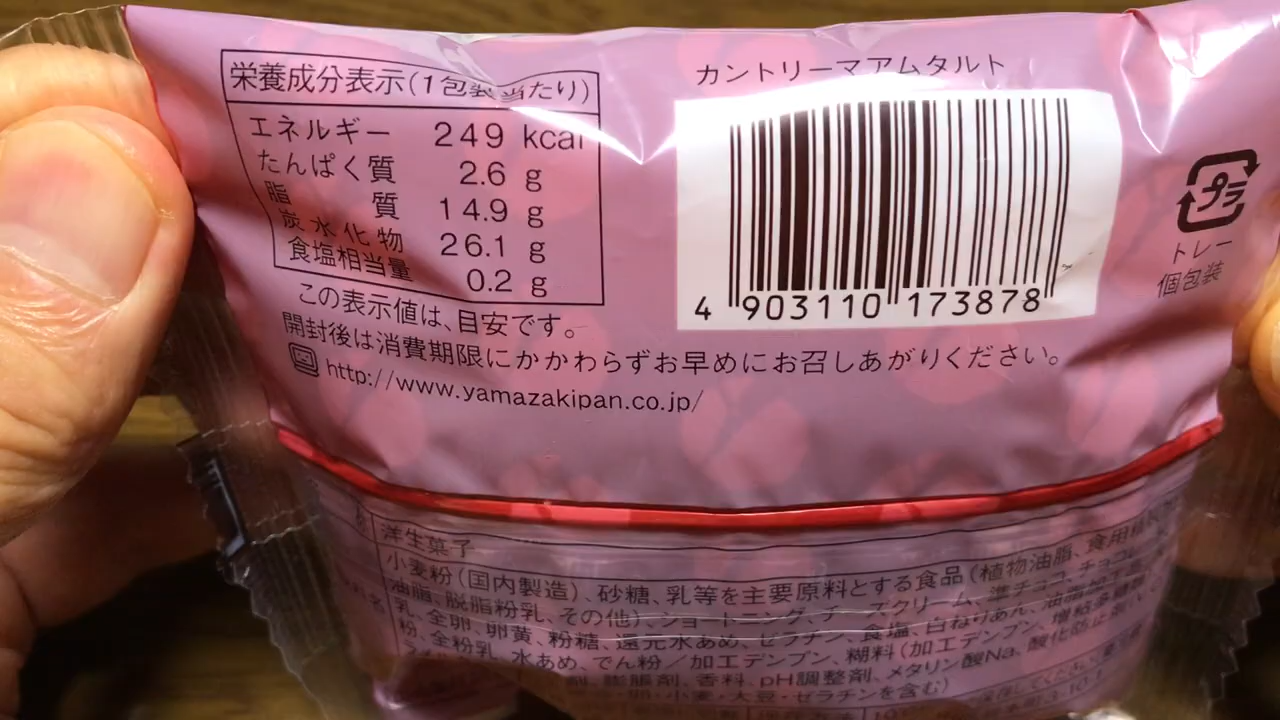 栄養成分表示(1包装当たり)
エネルギー 249 kcal
たんぱく質 2.6 g
脂質 14.9 g
炭水化物 26.1 g
食塩相当量 0.2 g
この表示値は、目安です。
開封後は消費期限にかかわらずお早めにお召しあがりください。
http://www.yamazakipan.co.jp/
カントリーマアムタルト
4 903110 173878
プラ
トレー
個包装
洋生菓子
小麦粉(国内製造)、砂糖、乳等を主要原料とする食品(植物油脂、食用
油脂、脱脂粉乳、その他)、ショートニング、チーズクリーム、準チョコ、チョコ
乳、全卵、卵黄、粉糖、還元水あめ、ゼラチン、食塩、白ねりあん、油脂加工
粉、全粉乳、水あめ、でん粉/加工デンプン、糊料(加工デンプン、増粘多糖類)
膨脹剤、香料、pH調整剤、メタリン酸Na、酸化防止剤
小麦・大豆・ゼラチンを含む)